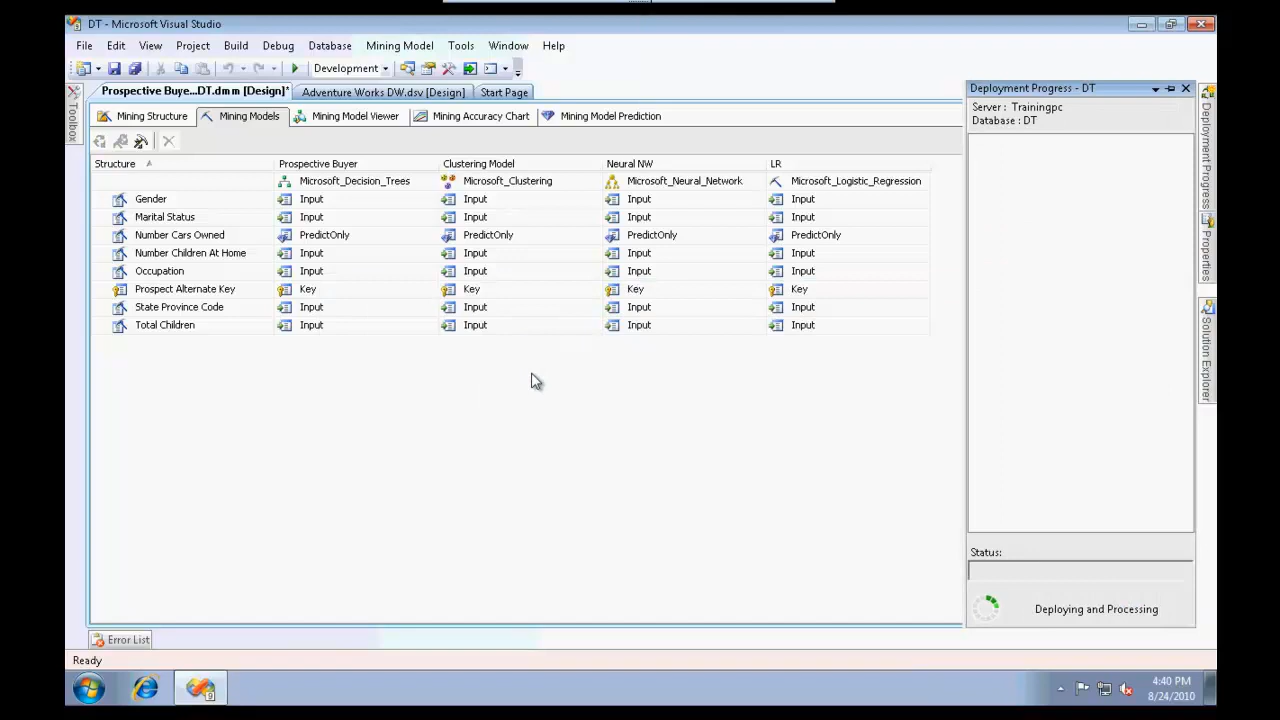 DT - Microsoft Visual Studio
File Edit View Project Build Debug Database Mining Model Tools Window Help
Development
Prospective Buye...DT.dmm [Design]* Adventure Works DW.dsv [Design] Start Page
Mining Structure Mining Models Mining Model Viewer Mining Accuracy Chart Mining Model Prediction
Structure Prospective Buyer Clustering Model Neural NW LR
Microsoft_Decision_Trees Microsoft_Clustering Microsoft_Neural_Network Microsoft_Logistic_Regression
Gender Input Input Input Input
Marital Status Input Input Input Input
Number Cars Owned PredictOnly PredictOnly PredictOnly PredictOnly
Number Children At Home Input Input Input Input
Occupation Input Input Input Input
Prospect Alternate Key Key Key Key Key
State Province Code Input Input Input Input
Total Children Input Input Input Input
Toolbox
Deployment Progress - DT
Server : Trainingpc
Database : DT
Status:
Deploying and Processing
Deployment Progress
Properties
Solution Explorer
Error List
Ready
4:40 PM
8/24/2010